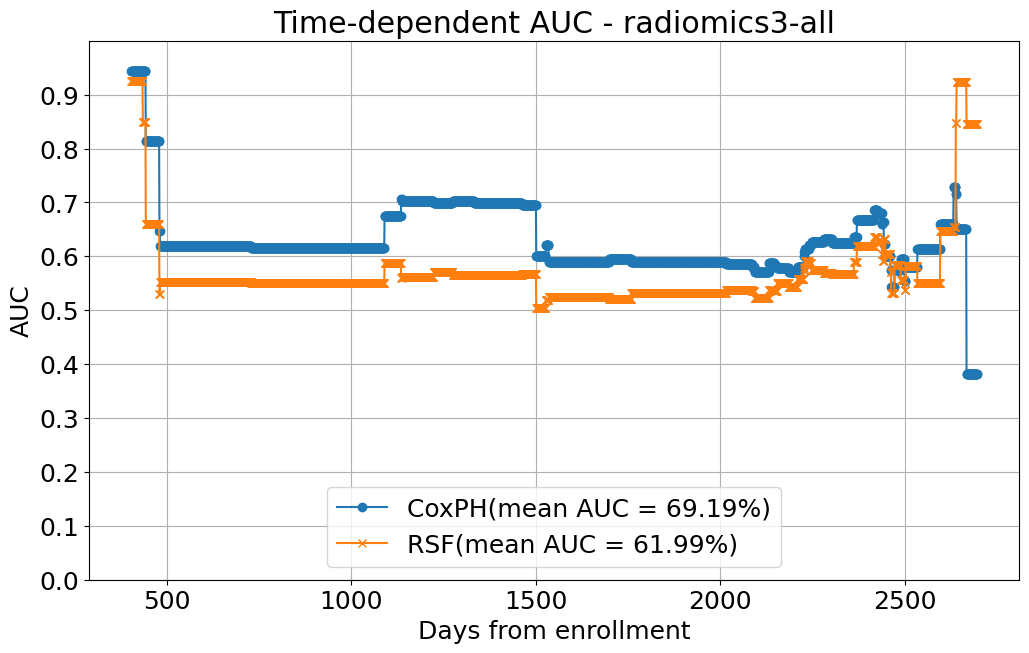 Time-dependent AUC - radiomics3-all
AUC
0.9
0.8
0.7
0.6
0.5
0.4
0.3
0.2
0.1
0.0
CoxPH(mean AUC = 69.19%)
RSF(mean AUC = 61.99%)
500 1000 1500 2000 2500
Days from enrollment